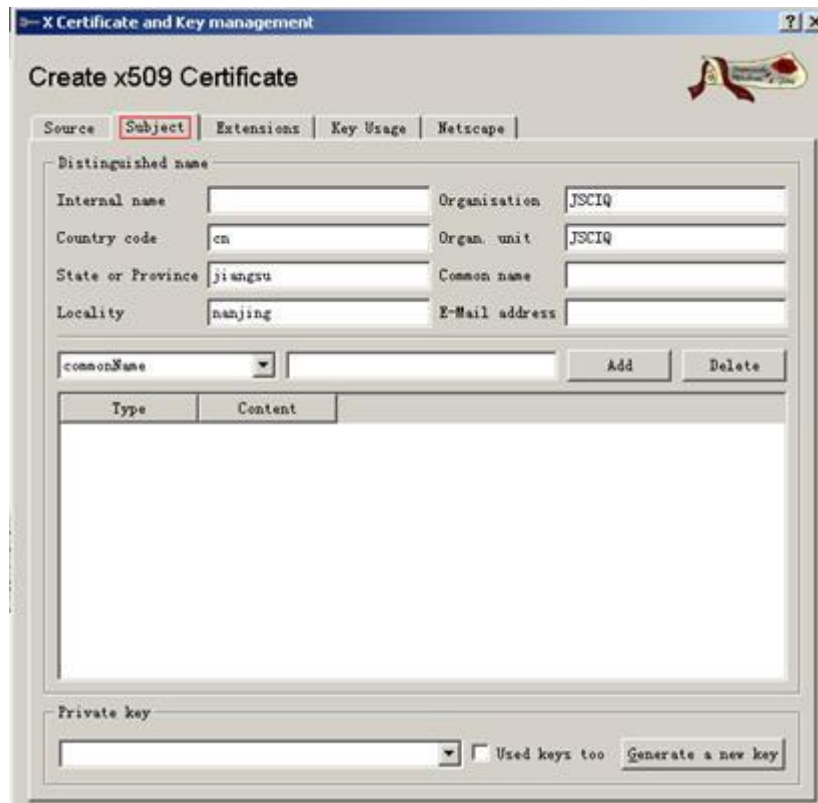 X Certificate and Key management
Create x509 Certificate
Source Subject Extensions Key Usage Netscape
Distinguished name
Internal name Organisation JSCIQ
Country code cn Organ. unit JSCIQ
State or Province jiangsu Common name
Locality nanjing E-Mail address
commonName Add Delete
Type Content
Private key
Used keys too Generate a new key